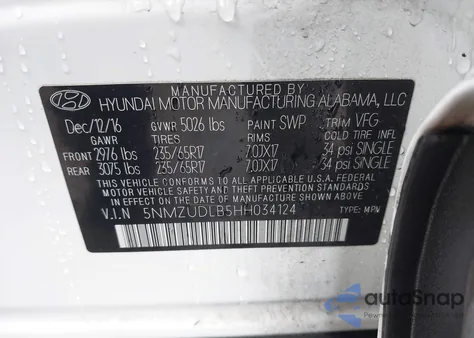 MANUFACTURED BY
HYUNDAI MOTOR MANUFACTURING ALABAMA, LLC
Dec/12/16 GVWR 5026 lbs PAINT SWP TRIM VFG
GAWR TIRES RIMS COLD TIRE INFL
FRONT 2976 lbs 235/65R17 7.0JX17 34 psi SINGLE
REAR 3075 lbs 235/65R17 7.0JX17 34 psi SINGLE
THIS VEHICLE CONFORMS TO ALL APPLICABLE U.S.A. FEDERAL
MOTOR VEHICLE SAFETY AND THEFT PREVENTION STANDARDS
IN EFFECT ON THE DATE OF MANUFACTURE SHOWN ABOVE.
V.I.N 5NMZUDLB5HH034124 TYPE: MPV
autoSnap